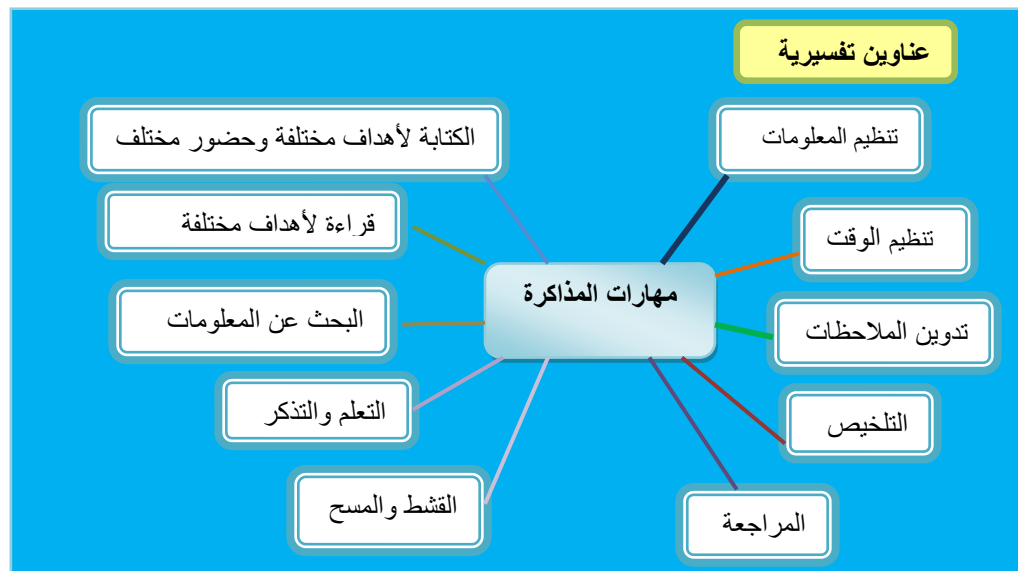 عناوين تفسيرية
تنظيم المعلومات
الكتابة لأهداف مختلفة وحضور مختلف
قراءة لأهداف مختلفة
تنظيم الوقت
مهارات المذاكرة
البحث عن المعلومات
تدوين الملاحظات
التعلم والتذكر
التلخيص
القشط والمسح
المراجعة